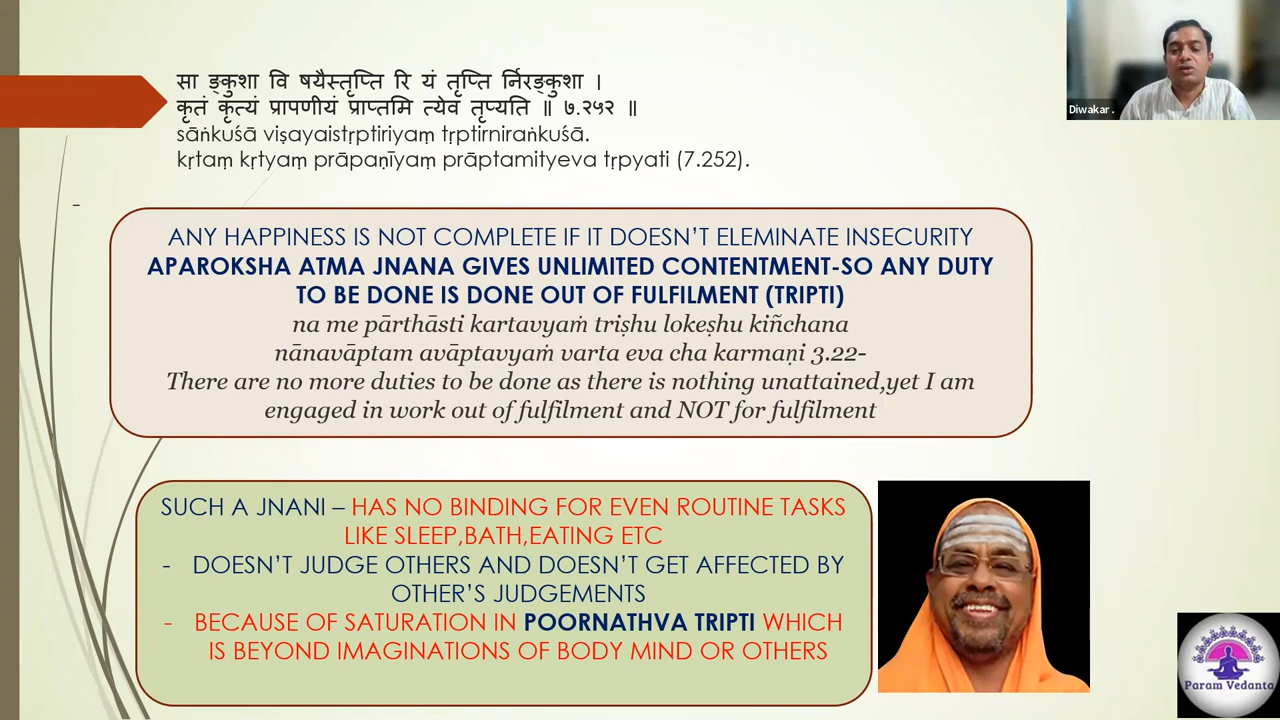 सा ङ्कुशा वि षयैस्तृप्ति रि यं तृप्ति र्निरङ्कुशा ।
कृतं कृत्यं प्रापणीयं प्राप्तमि त्येव तृप्यति ॥ ७.२५२ ॥
sāṅkuśā viṣayaistṛptiriyaṃ tṛptirniraṅkuśā.
kṛtaṃ kṛtyaṃ prāpaṇīyaṃ prāptamityeva tṛpyati (7.252).
-
ANY HAPPINESS IS NOT COMPLETE IF IT DOESN’T ELEMINATE INSECURITY
APAROKSHA ATMA JNANA GIVES UNLIMITED CONTENTMENT-SO ANY DUTY
TO BE DONE IS DONE OUT OF FULFILMENT (TRIPTI)
na me pārthāsti kartavyaṁ triṣhu lokeṣhu kiñchana
nānavāptam avāptavyaṁ varta eva cha karmaṇi 3.22-
There are no more duties to be done as there is nothing unattained,yet I am
engaged in work out of fulfilment and NOT for fulfilment
SUCH A JNANI – HAS NO BINDING FOR EVEN ROUTINE TASKS
LIKE SLEEP,BATH,EATING ETC
- DOESN’T JUDGE OTHERS AND DOESN’T GET AFFECTED BY
OTHER’S JUDGEMENTS
- BECAUSE OF SATURATION IN POORNATHVA TRIPTI WHICH
IS BEYOND IMAGINATIONS OF BODY MIND OR OTHERS
Diwakar .
Param Vedanta